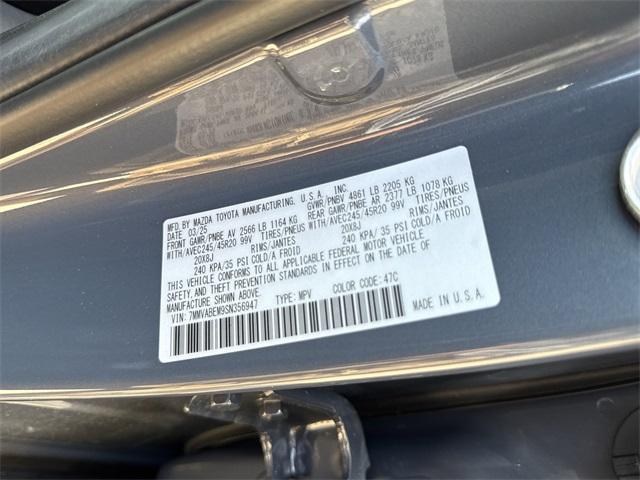 MFD. BY MAZDA TOYOTA MANUFACTURING, U.S.A., INC.
DATE: 03/25 GVWR/PNBV 4861 LB 2205 KG
FRONT GAWR/PNBE AV 2566 LB 1164 KG REAR GAWR/PNBE AR 2377 LB 1078 KG
WITH/AVEC245/45R20 99V TIRES/PNEUS WITH/AVEC245/45R20 99V TIRES/PNEUS
20X8J RIMS/JANTES 20X8J RIMS/JANTES
240 KPA/35 PSI COLD/A FROID 240 KPA/35 PSI COLD/A FROID
THIS VEHICLE CONFORMS TO ALL APPLICABLE FEDERAL MOTOR VEHICLE
SAFETY, AND THEFT PREVENTION STANDARDS IN EFFECT ON THE DATE OF
MANUFACTURE SHOWN ABOVE.
VIN: 7MMVABEM9SN356947 TYPE: MPV COLOR CODE: 47C
MADE IN U.S.A.